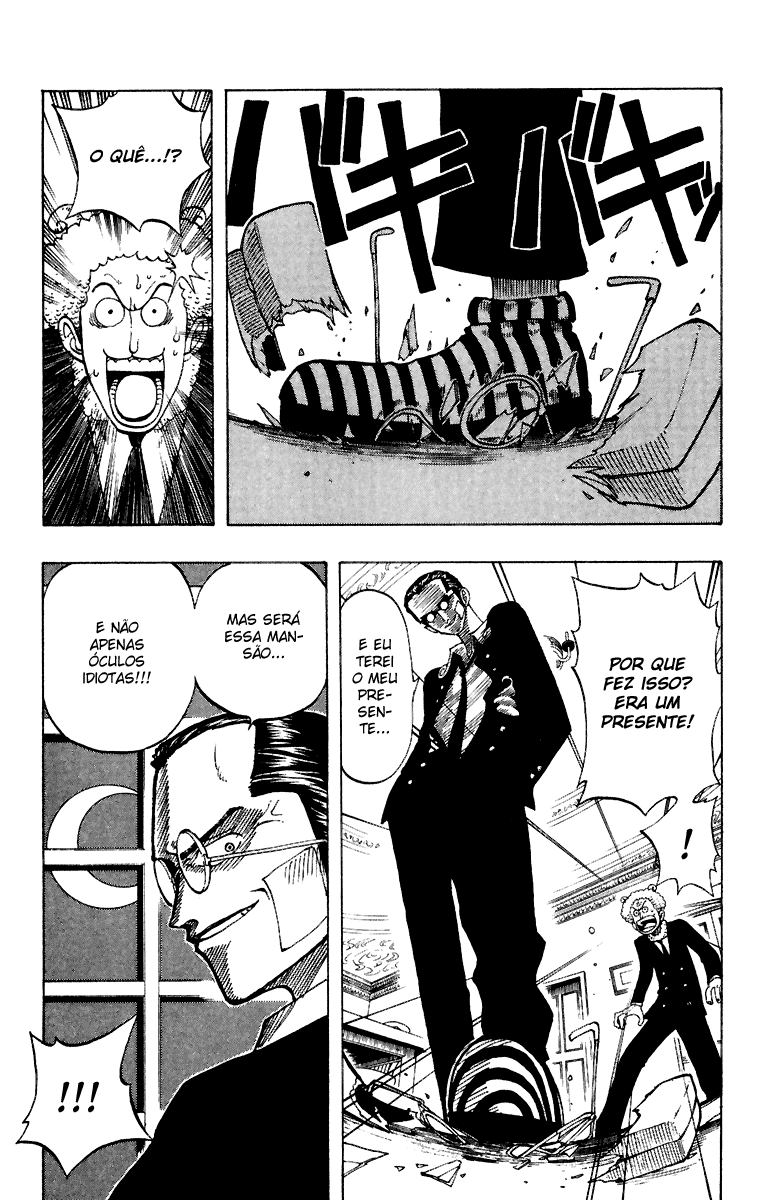 バキバキッ
O QUÊ...!?
POR QUE
FEZ ISSO?
ERA UM
PRESENTE!
!
E EU
TEREI
O MEU
PRE-
SEN-
TE...
MAS SERÁ
ESSA MAN-
SÃO...
E NÃO
APENAS
ÓCULOS
IDIOTAS!!!
!!!